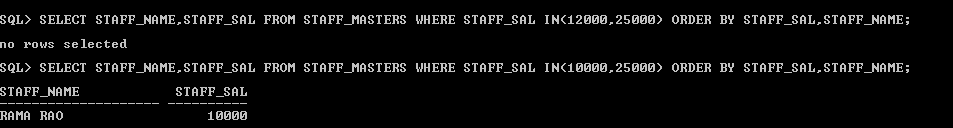 SQL> SELECT STAFF_NAME,STAFF_SAL FROM STAFF_MASTERS WHERE STAFF_SAL IN(12000,25000) ORDER BY STAFF_SAL,STAFF_NAME;
no rows selected
SQL> SELECT STAFF_NAME,STAFF_SAL FROM STAFF_MASTERS WHERE STAFF_SAL IN(10000,25000) ORDER BY STAFF_SAL,STAFF_NAME;
STAFF_NAME            STAFF_SAL
-------------------- ----------
RAMA RAO                  10000